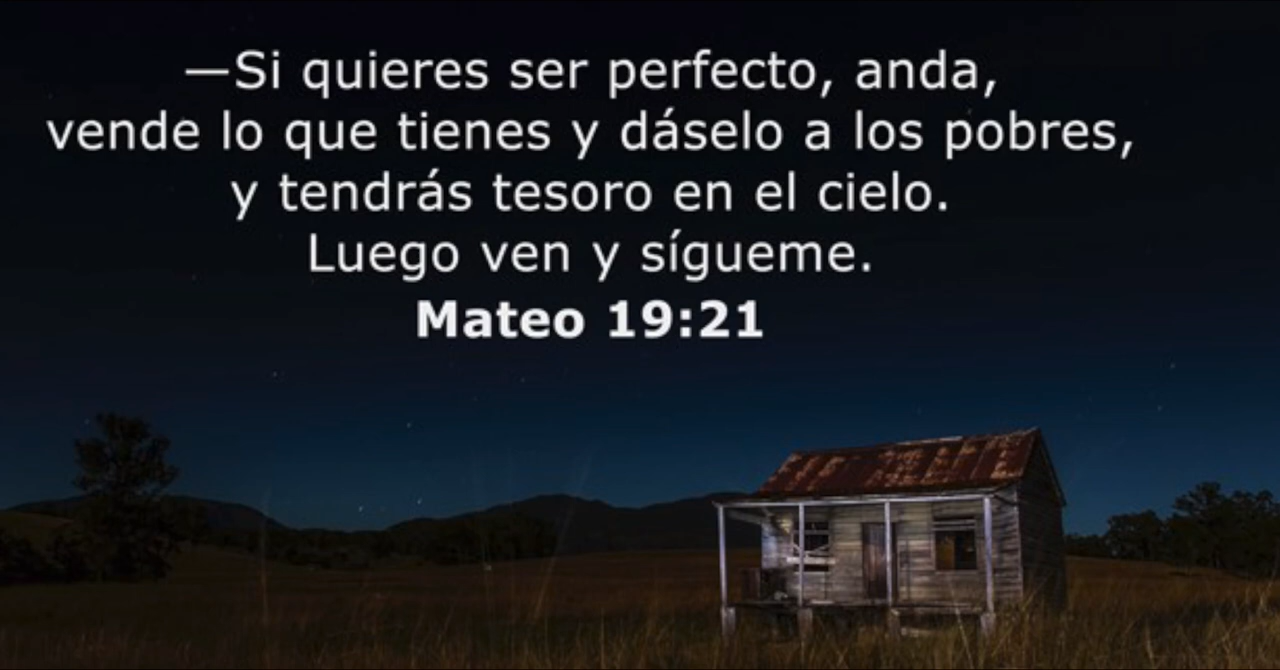 —Si quieres ser perfecto, anda,
vende lo que tienes y dáselo a los pobres,
y tendrás tesoro en el cielo.
Luego ven y sígueme.
Mateo 19:21